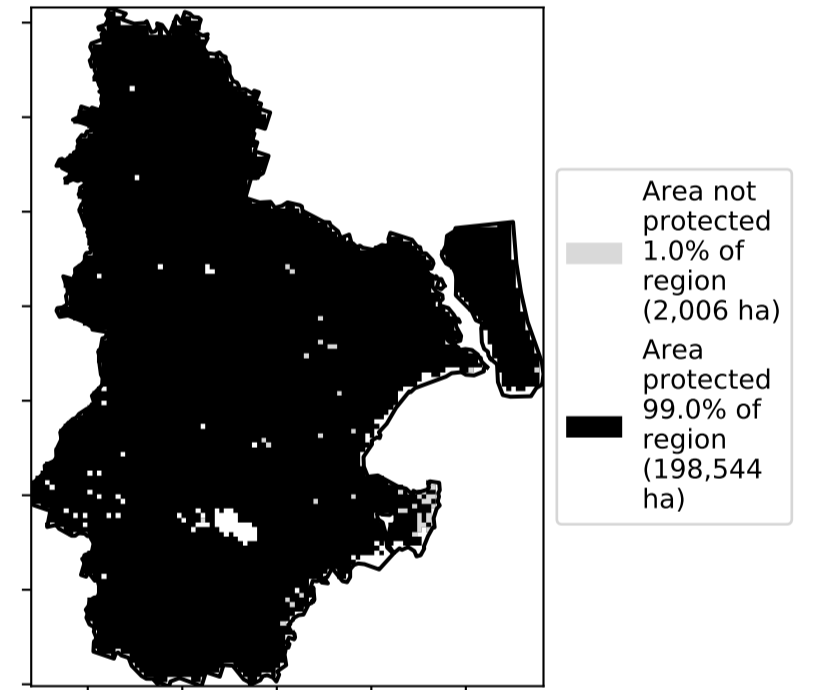 Area not
protected
1.0% of
region
(2,006 ha)
Area
protected
99.0% of
region
(198,544
ha)